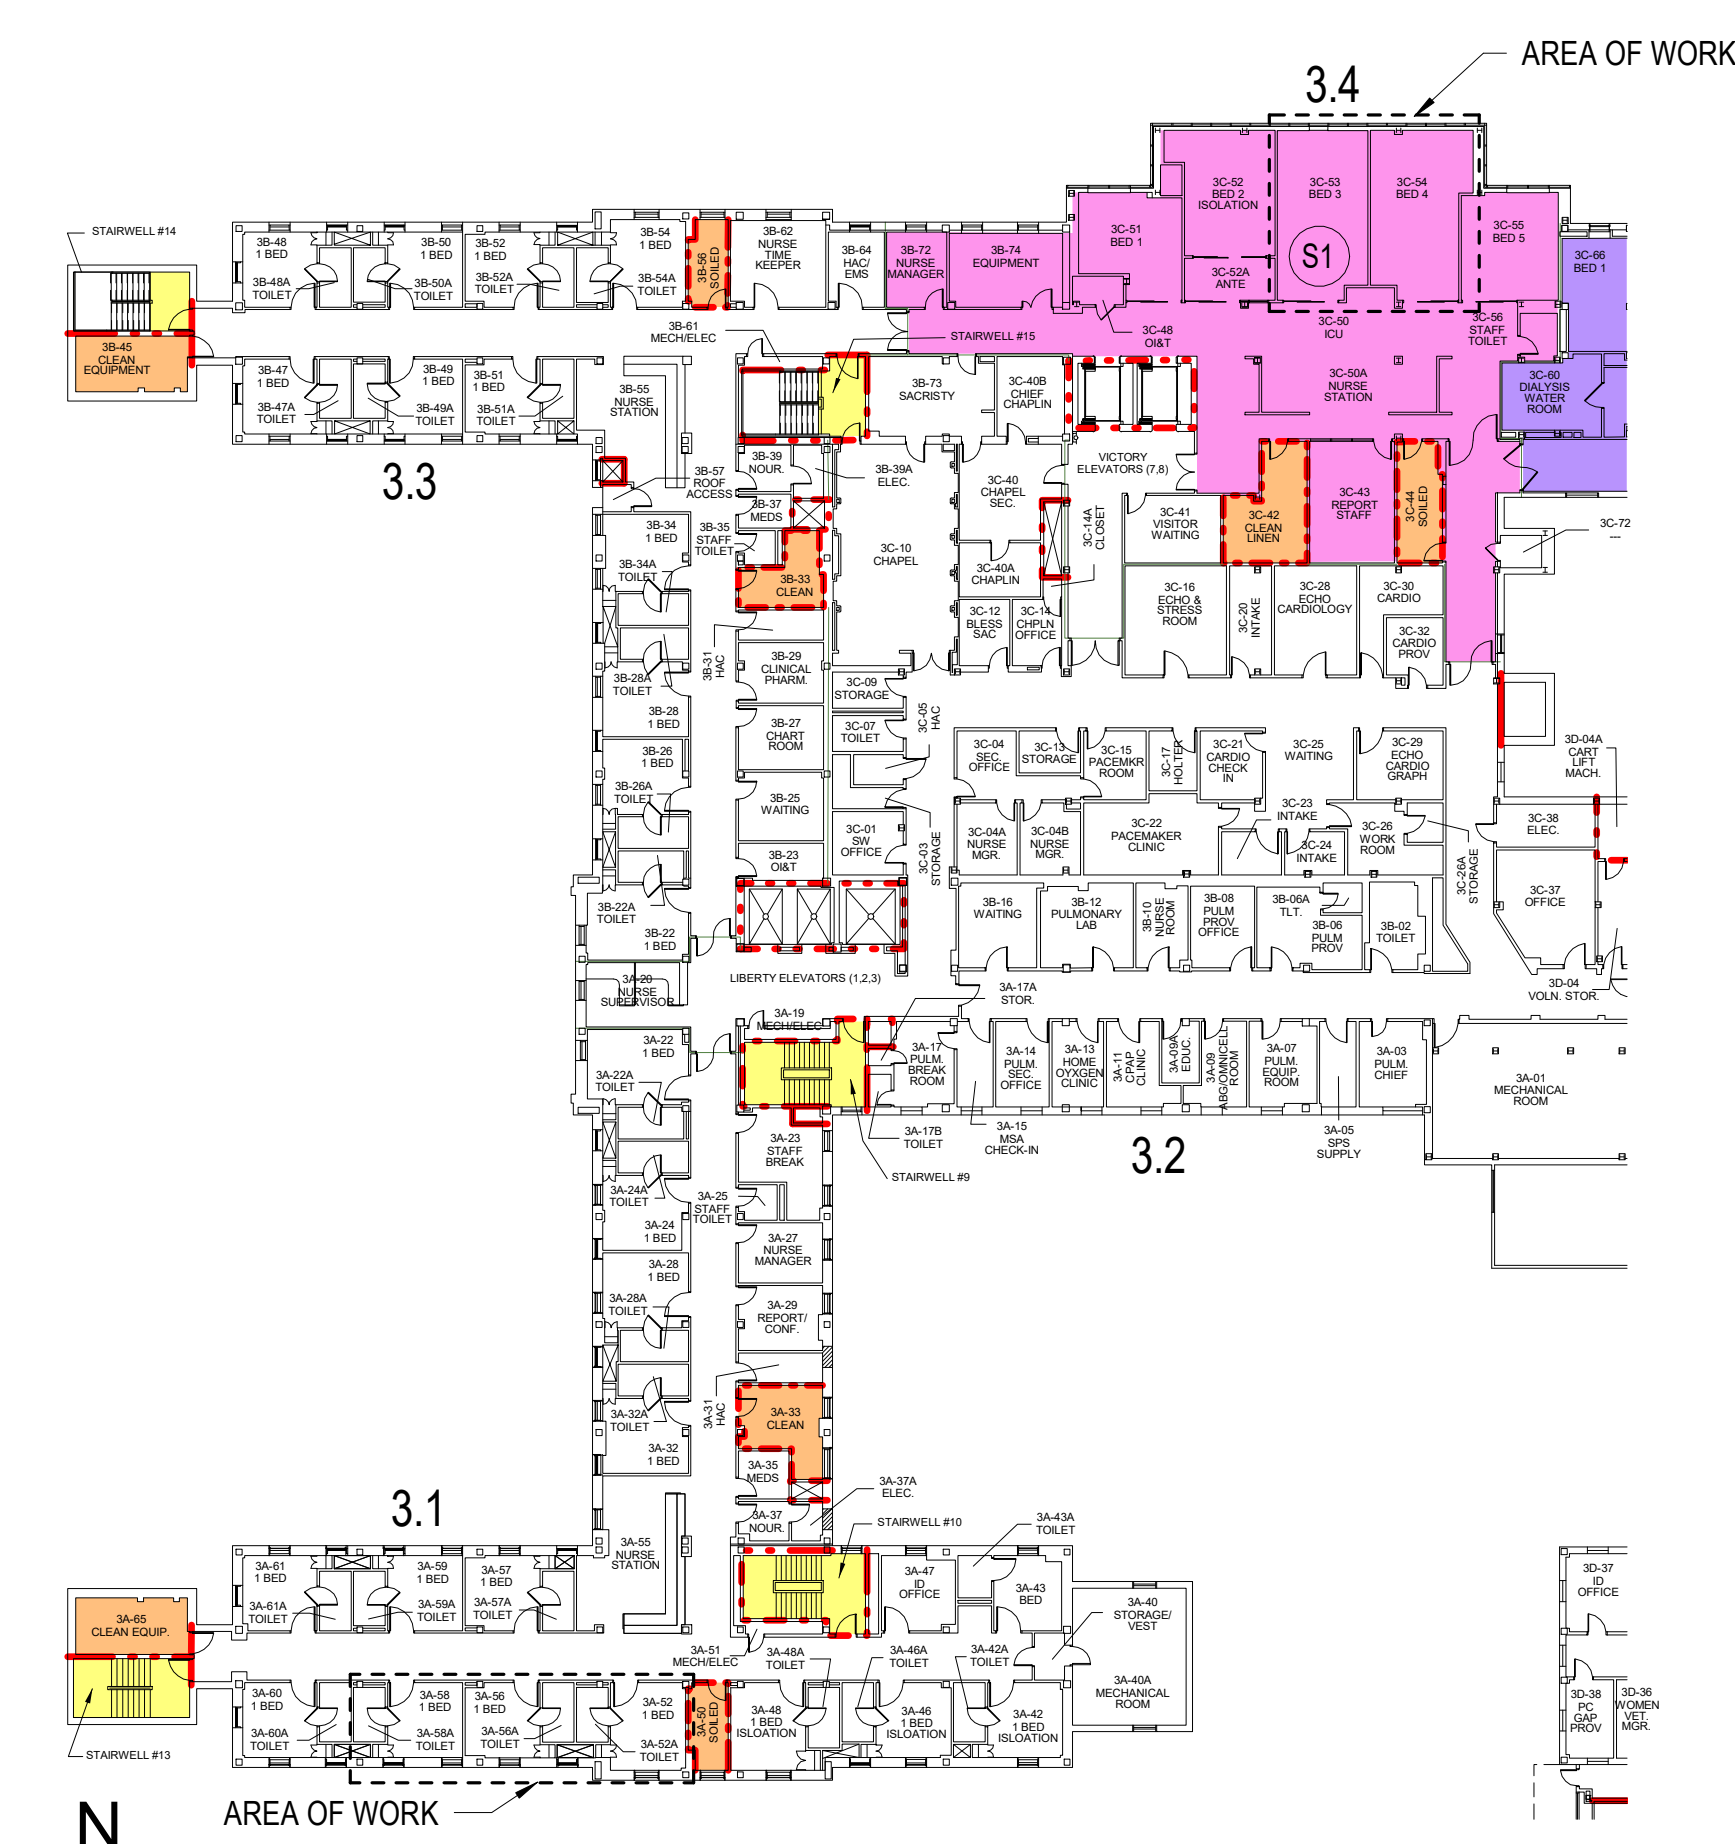 AREA OF WORK
3.4
3C-52
BED 2
ISOLATION
3C-53
BED 3
3C-54
BED 4
S1
3C-51
BED 1
3C-52A
ANTE
3C-55
BED 5
3C-66
BED 1
STAIRWELL #14
3B-48
1 BED
3B-48A
TOILET
3B-50
1 BED
3B-50A
TOILET
3B-52
1 BED
3B-52A
TOILET
3B-54
1 BED
3B-54A
TOILET
3B-56
SOILED
3B-62
NURSE
TIME
KEEPER
3B-64
HAC/
EMS
3B-72
NURSE
MANAGER
3B-74
EQUIPMENT
3C-48
OI&T
3C-50
ICU
3C-56
STAFF
TOILET
3B-61
MECH/ELEC
STAIRWELL #15
3B-45
CLEAN
EQUIPMENT
3B-47
1 BED
3B-47A
TOILET
3B-49
1 BED
3B-49A
TOILET
3B-51
1 BED
3B-51A
TOILET
3B-55
NURSE
STATION
3B-73
SACRISTY
3C-40B
CHIEF
CHAPLIN
3C-50A
NURSE
STATION
3C-60
DIALYSIS
WATER
ROOM
3.3
3B-57
ROOF
ACCESS
3B-39
NOUR.
3B-39A
ELEC.
3B-37
MEDS
3B-35
STAFF
TOILET
3B-33
CLEAN
3C-10
CHAPEL
3C-40
CHAPEL
SEC.
3C-40A
CHAPLIN
3C-12
BLESS
SAC
3C-14
CHPLN
OFFICE
3C-14A
CLOSET
VICTORY
ELEVATORS (7,8)
3C-41
VISITOR
WAITING
3C-42
CLEAN
LINEN
3C-43
REPORT
STAFF
3C-44
SOILED
3C-72
---
3C-16
ECHO &
STRESS
ROOM
3C-20
INTAKE
3C-28
ECHO
CARDIOLOGY
3C-30
CARDIO
3C-32
CARDIO
PROV
3B-34
1 BED
3B-34A
TOILET
3B-28A
TOILET
3B-28
1 BED
3B-26
1 BED
3B-26A
TOILET
3B-22A
TOILET
3B-22
1 BED
3B-31
HAC
3B-29
CLINICAL
PHARM.
3B-27
CHART
ROOM
3B-25
WAITING
3B-23
OI&T
3C-09
STORAGE
3C-07
TOILET
3C-05
HAC
3C-01
SW
OFFICE
3C-03
STORAGE
3C-04
SEC.
OFFICE
3C-13
STORAGE
3C-15
PACEMKR
ROOM
3C-17
HOLTER
3C-21
CARDIO
CHECK
IN
3C-25
WAITING
3C-29
ECHO
CARDIO
GRAPH
3D-04A
CART
LIFT
MACH.
3C-04A
NURSE
MGR.
3C-04B
NURSE
MGR.
3C-22
PACEMAKER
CLINIC
3C-23
INTAKE
3C-24
INTAKE
3C-26
WORK
ROOM
3C-26A
STORAGE
3C-38
ELEC.
3C-37
OFFICE
3B-16
WAITING
3B-12
PULMONARY
LAB
3B-10
NURSE
ROOM
3B-08
PULM
PROV
OFFICE
3B-06A
TLT.
3B-06
PULM
PROV
3B-02
TOILET
3D-04
VOLN. STOR.
LIBERTY ELEVATORS (1,2,3)
3A-20
NURSE
SUPERVISOR
3A-17A
STOR.
3A-19
MECH/ELEC
3A-22
1 BED
3A-22A
TOILET
3A-17
PULM.
BREAK
ROOM
3A-14
PULM.
SEC.
OFFICE
3A-13
HOME
OYXGEN
CLINIC
3A-11
CPAP
CLINIC
3A-09A
EDUC.
3A-09
ABG/OMNICELL
ROOM
3A-07
PULM.
EQUIP.
ROOM
3A-03
PULM.
CHIEF
3A-01
MECHANICAL
ROOM
3A-17B
TOILET
3A-15
MSA
CHECK-IN
3.2
3A-05
SPS
SUPPLY
STAIRWELL #9
3A-23
STAFF
BREAK
3A-24A
TOILET
3A-24
1 BED
3A-25
STAFF
TOILET
3A-27
NURSE
MANAGER
3A-28
1 BED
3A-28A
TOILET
3A-29
REPORT/
CONF.
3A-31
HAC
3A-32A
TOILET
3A-32
1 BED
3A-33
CLEAN
3A-35
MEDS
3A-37A
ELEC.
3A-37
NOUR.
STAIRWELL #10
3A-43A
TOILET
3.1
3A-55
NURSE
STATION
3A-61
1 BED
3A-61A
TOILET
3A-59
1 BED
3A-59A
TOILET
3A-57
1 BED
3A-57A
TOILET
3A-47
ID
OFFICE
3A-43
BED
3A-40
STORAGE/
VEST
3D-37
ID
OFFICE
3A-65
CLEAN EQUIP.
3A-51
MECH/ELEC
3A-48A
TOILET
3A-46A
TOILET
3A-42A
TOILET
3A-40A
MECHANICAL
ROOM
3A-60
1 BED
3A-60A
TOILET
3A-58
1 BED
3A-58A
TOILET
3A-56
1 BED
3A-56A
TOILET
3A-52
1 BED
3A-52A
TOILET
3A-50
SOILED
3A-48
1 BED
ISLOATION
3A-46
1 BED
ISLOATION
3A-42
1 BED
ISLOATION
3D-38
PC
GAP
PROV
3D-36
WOMEN
VET.
MGR.
STAIRWELL #13
AREA OF WORK
N